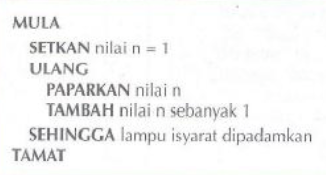 MULA
SETKAN nilai n = 1
ULANG
PAPARKAN nilai n
TAMBAH nilai n sebanyak 1
SEHINGGA lampu isyarat dipadamkan
TAMAT